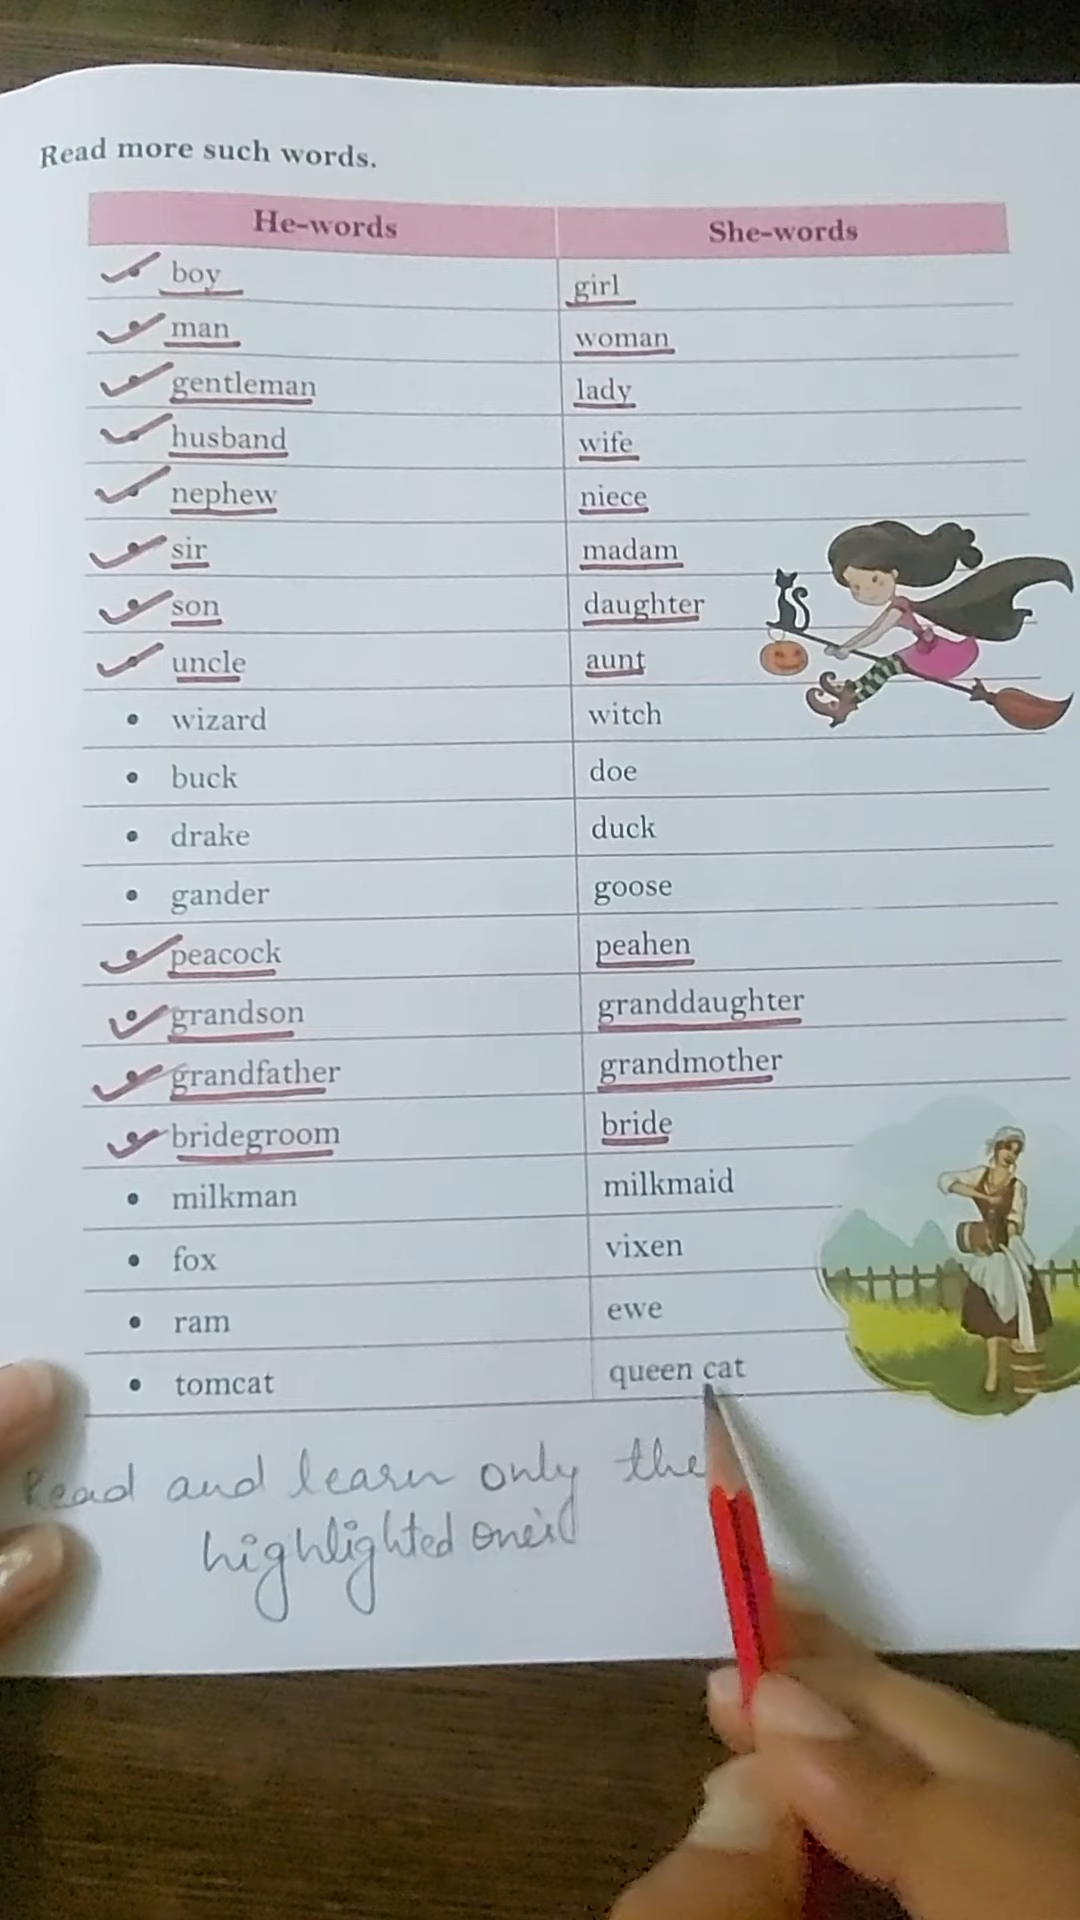 Read more such words.
He-words She-words
boy girl
man woman
gentleman lady
husband wife
nephew niece
sir madam
son daughter
uncle aunt
wizard witch
buck doe
drake duck
gander goose
peacock peahen
grandson granddaughter
grandfather grandmother
bridegroom bride
milkman milkmaid
fox vixen
ram ewe
tomcat queen cat
Read and learn only the
highlighted one's